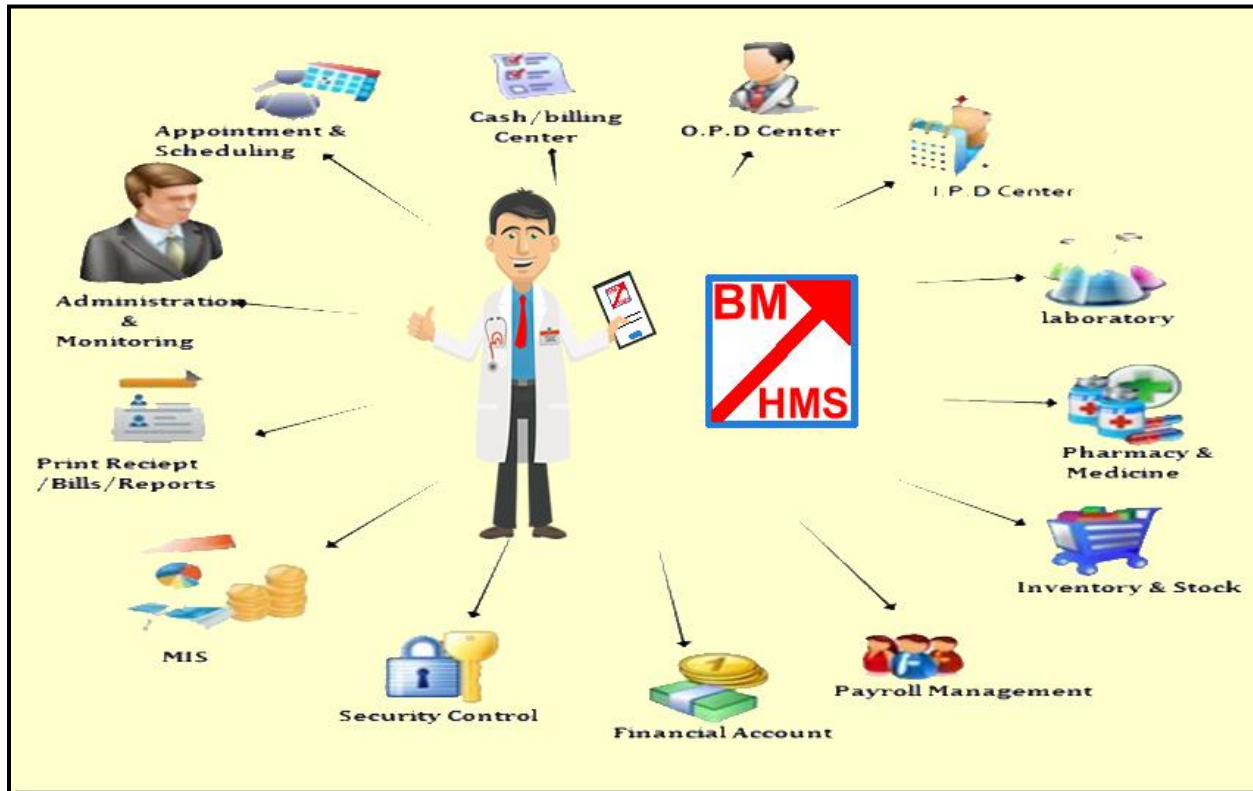 Appointment &
Scheduling
Cash/billing
Center
O.P.D Center
I.P.D Center
Administration
&
Monitoring
BM
HMS
laboratory
Print Reciept
/Bills/Reports
Pharmacy &
Medicine
Inventory & Stock
MIS
Security Control
Financial Account
Payroll Management